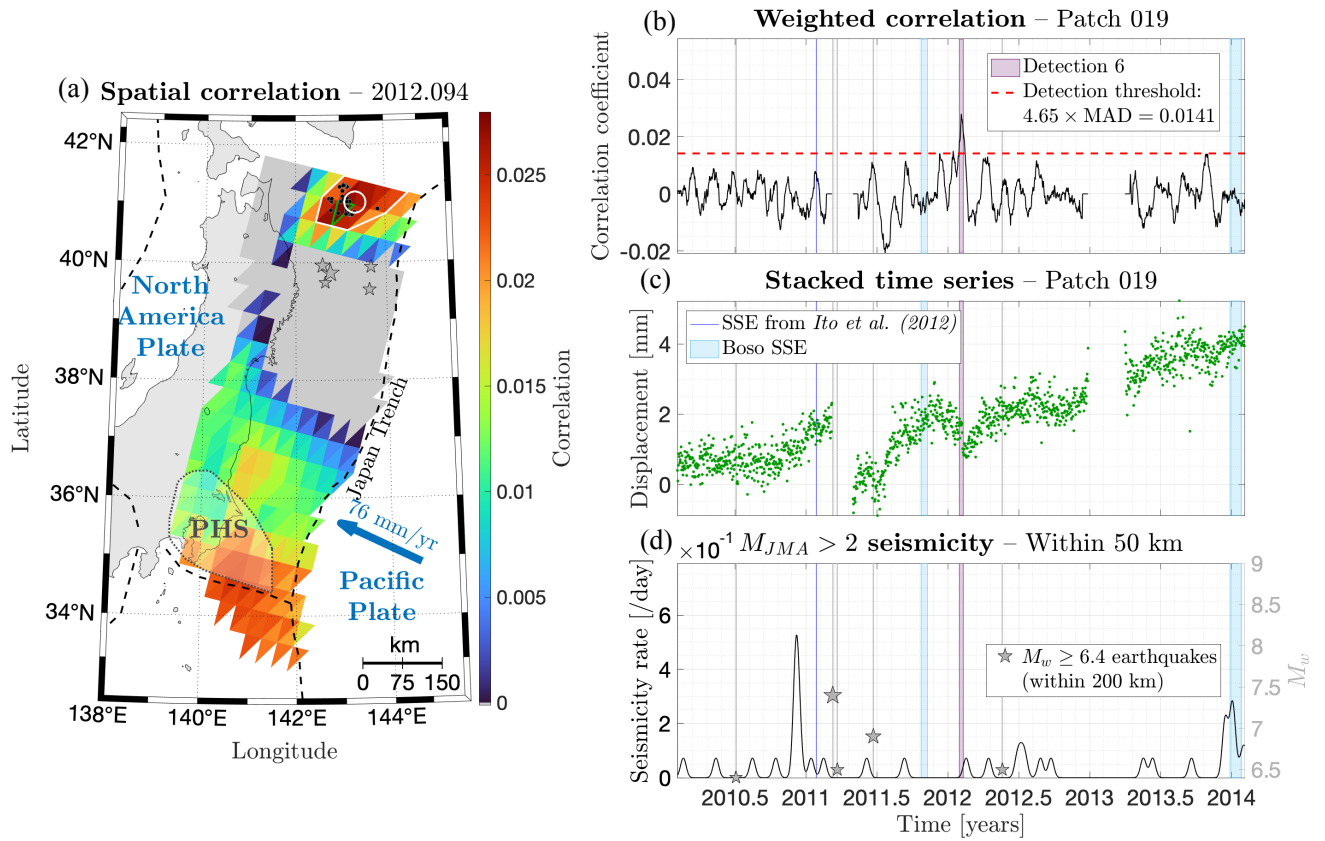 (a) Spatial correlation – 2012.094
42°N
40°N
38°N
36°N
34°N
138°E
140°E
142°E
144°E
Latitude
Longitude
North
America
Plate
Japan Trench
PHS
76 mm/yr
Pacific
Plate
km
0 75 150
0.025
0.02
0.015
0.01
0.005
0
Correlation
(b) Weighted correlation – Patch 019
Correlation coefficient
0.04
0.02
0
-0.02
Detection 6
Detection threshold:
4.65 × MAD = 0.0141
(c) Stacked time series – Patch 019
Displacement [mm]
4
2
0
SSE from Ito et al. (2012)
Boso SSE
(d) ×10⁻¹ M_JMA > 2 seismicity – Within 50 km
Seismicity rate [/day]
6
4
2
0
M_w ≥ 6.4 earthquakes
(within 200 km)
9
8.5
8
7.5
7
6.5
M_w
2010.5 2011 2011.5 2012 2012.5 2013 2013.5 2014
Time [years]